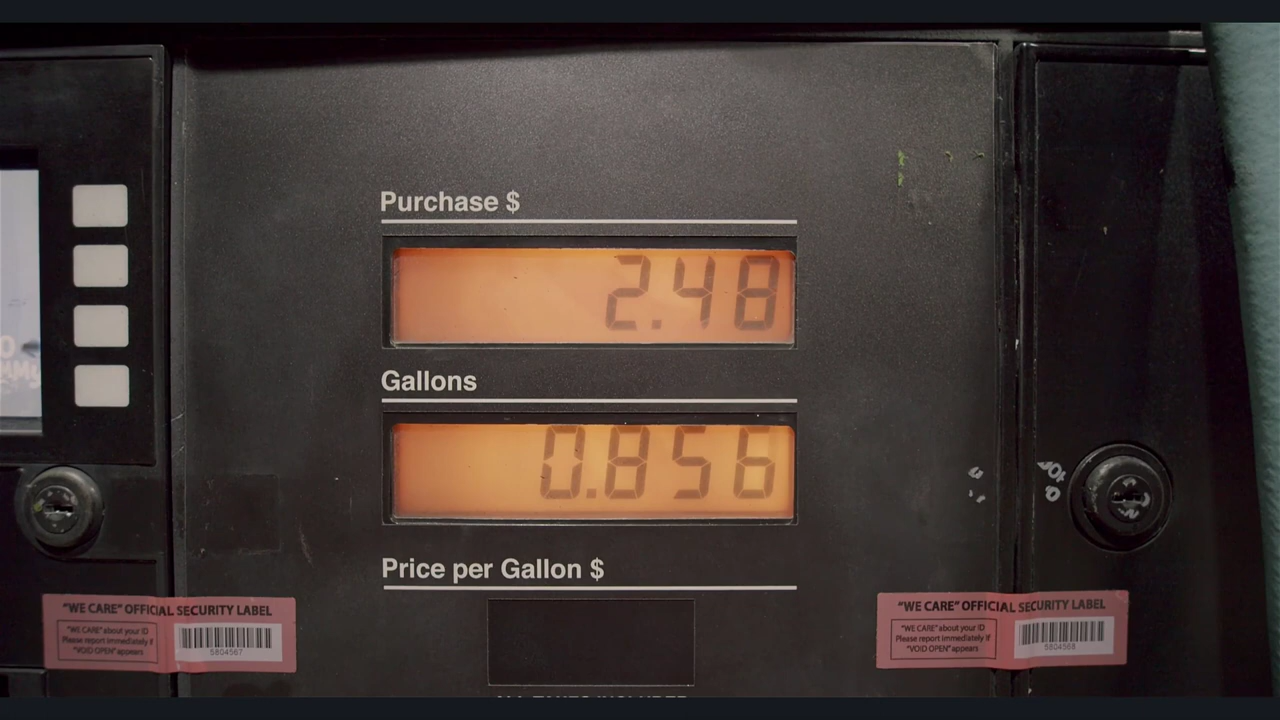 Purchase $
2.48
Gallons
0.856
Price per Gallon $
"WE CARE" OFFICIAL SECURITY LABEL
"WE CARE" about your ID
Please report immediately if
"VOID OPEN" appears
5804567
"WE CARE" OFFICIAL SECURITY LABEL
"WE CARE" about your ID
Please report immediately if
"VOID OPEN" appears
5804568